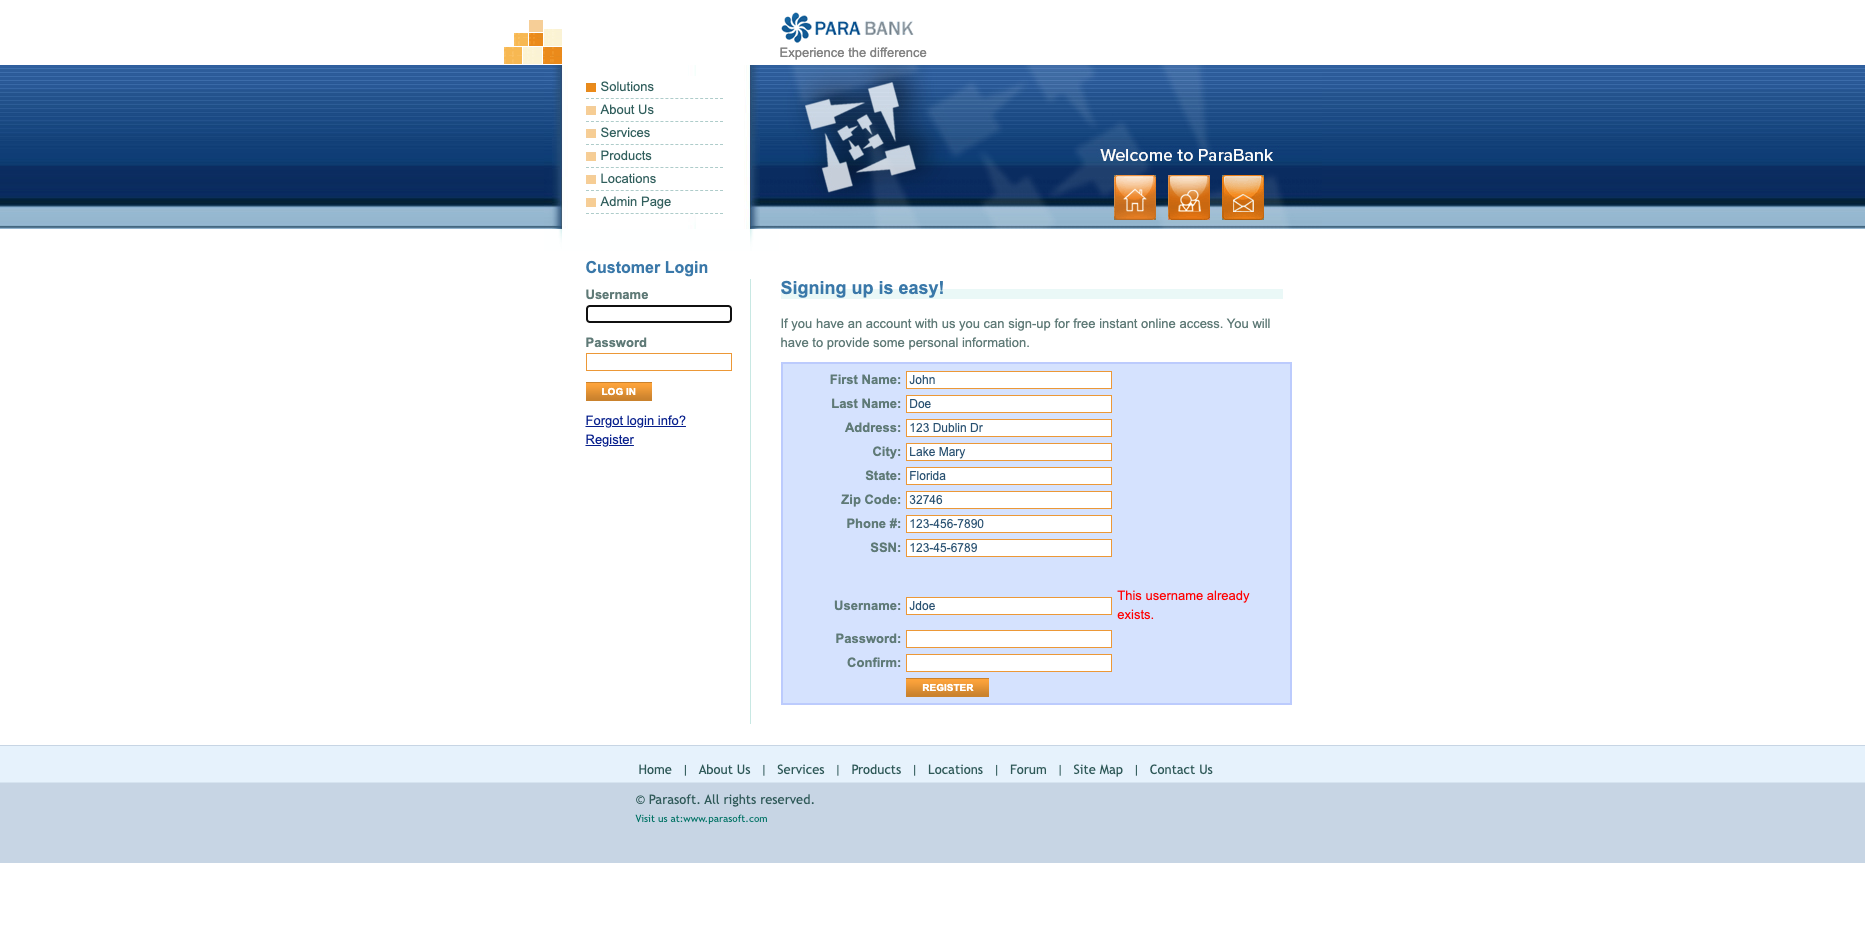 PARA BANK
Experience the difference
Solutions
About Us
Services
Products
Locations
Admin Page
Welcome to ParaBank
Customer Login
Username
Password
LOG IN
Forgot login info?
Register
Signing up is easy!
If you have an account with us you can sign-up for free instant online access. You will
have to provide some personal information.
First Name: John
Last Name: Doe
Address: 123 Dublin Dr
City: Lake Mary
State: Florida
Zip Code: 32746
Phone #: 123-456-7890
SSN: 123-45-6789
Username: Jdoe This username already
exists.
Password:
Confirm:
REGISTER
Home | About Us | Services | Products | Locations | Forum | Site Map | Contact Us
© Parasoft. All rights reserved.
Visit us at:www.parasoft.com